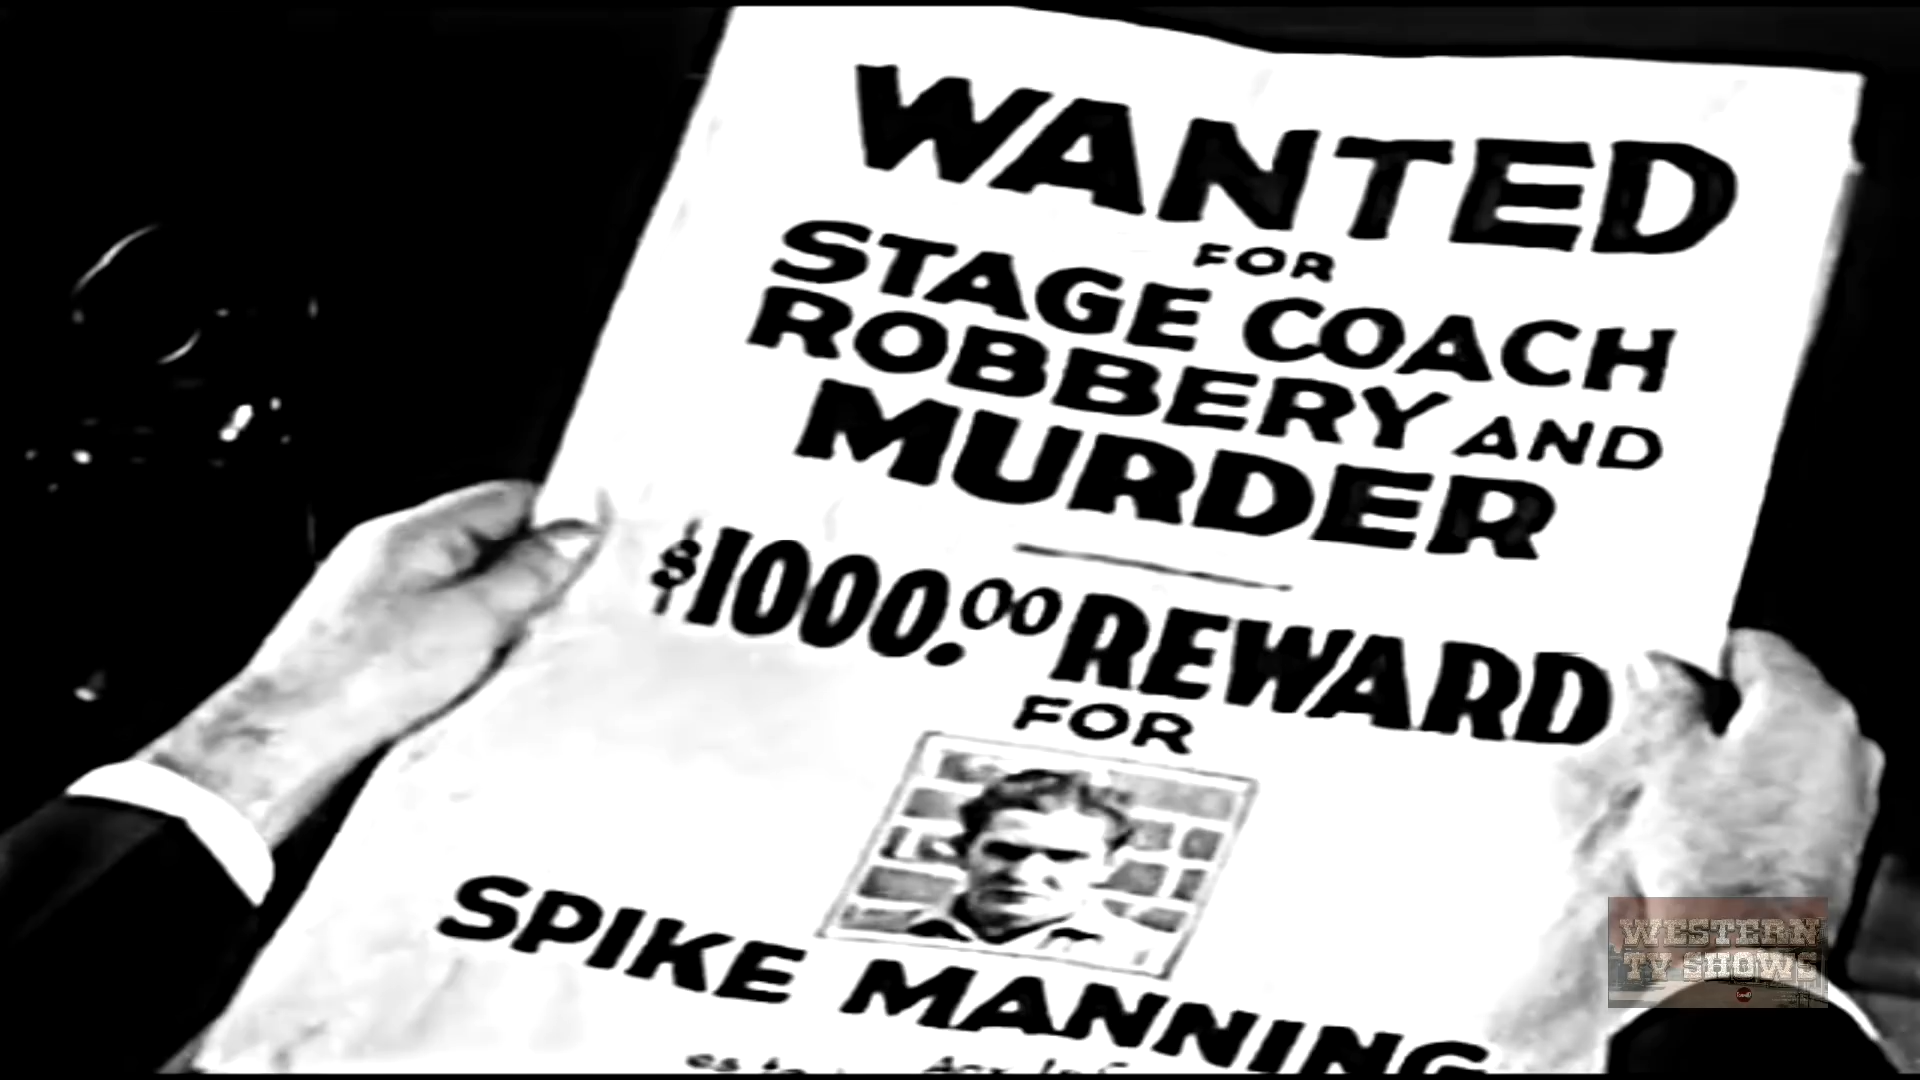 WANTED
FOR
STAGE COACH
ROBBERY AND
MURDER
$1000.00 REWARD
FOR
SPIKE MANNING
WESTERN
TV SHOWS